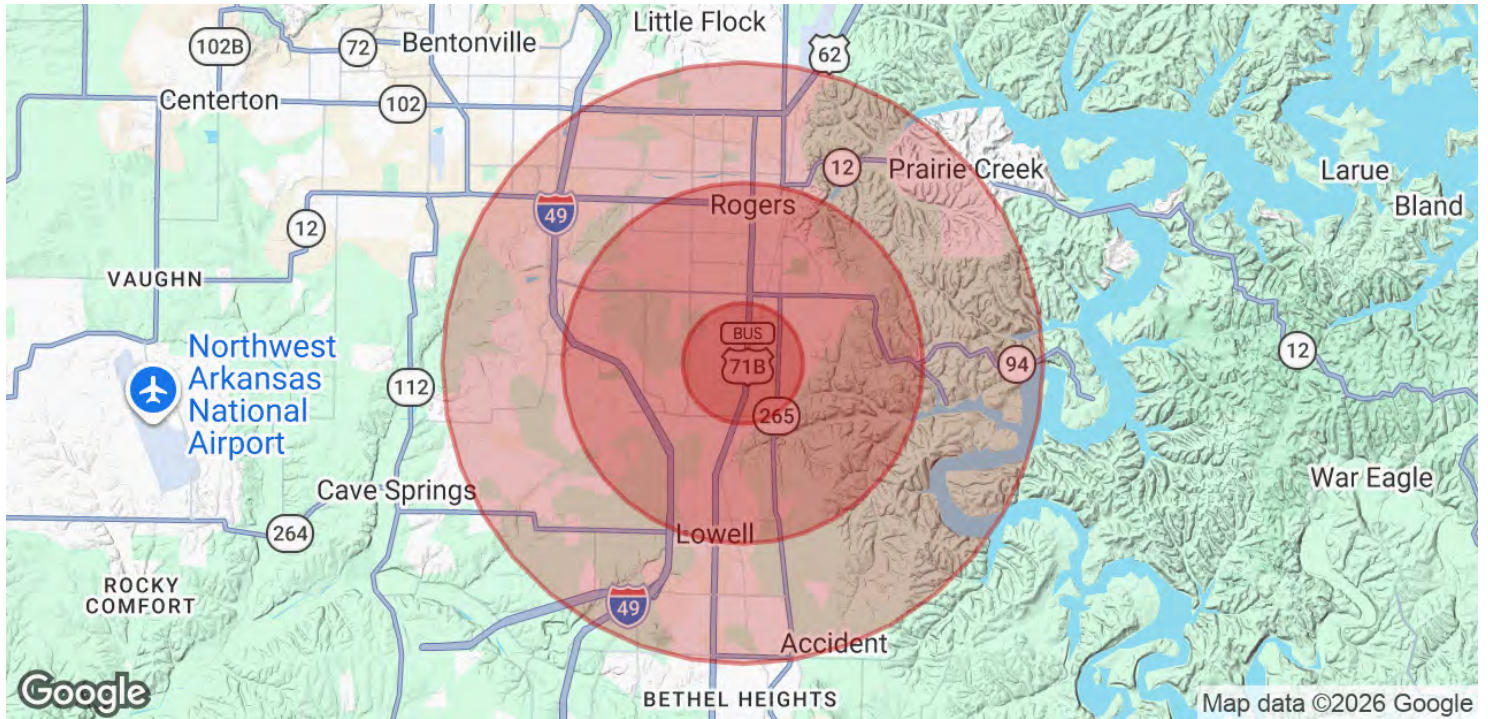 Little Flock
102B
72
Bentonville
62
Centerton
102
12
Prairie Creek
Larue
Rogers
49
Bland
12
VAUGHN
BUS
71B
Northwest
Arkansas
National
Airport
112
94
12
265
Cave Springs
War Eagle
264
Lowell
ROCKY
COMFORT
49
Accident
BETHEL HEIGHTS
Google
Map data ©2026 Google